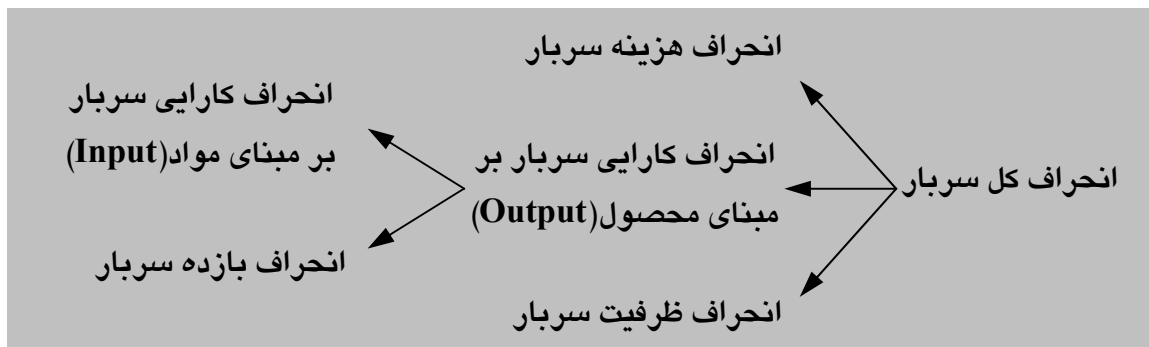 انحراف کل سربار
انحراف هزینه سربار
انحراف کارایی سربار بر
مبنای محصول(Output)
انحراف ظرفیت سربار
انحراف کارایی سربار
بر مبنای مواد(Input)
انحراف بازده سربار